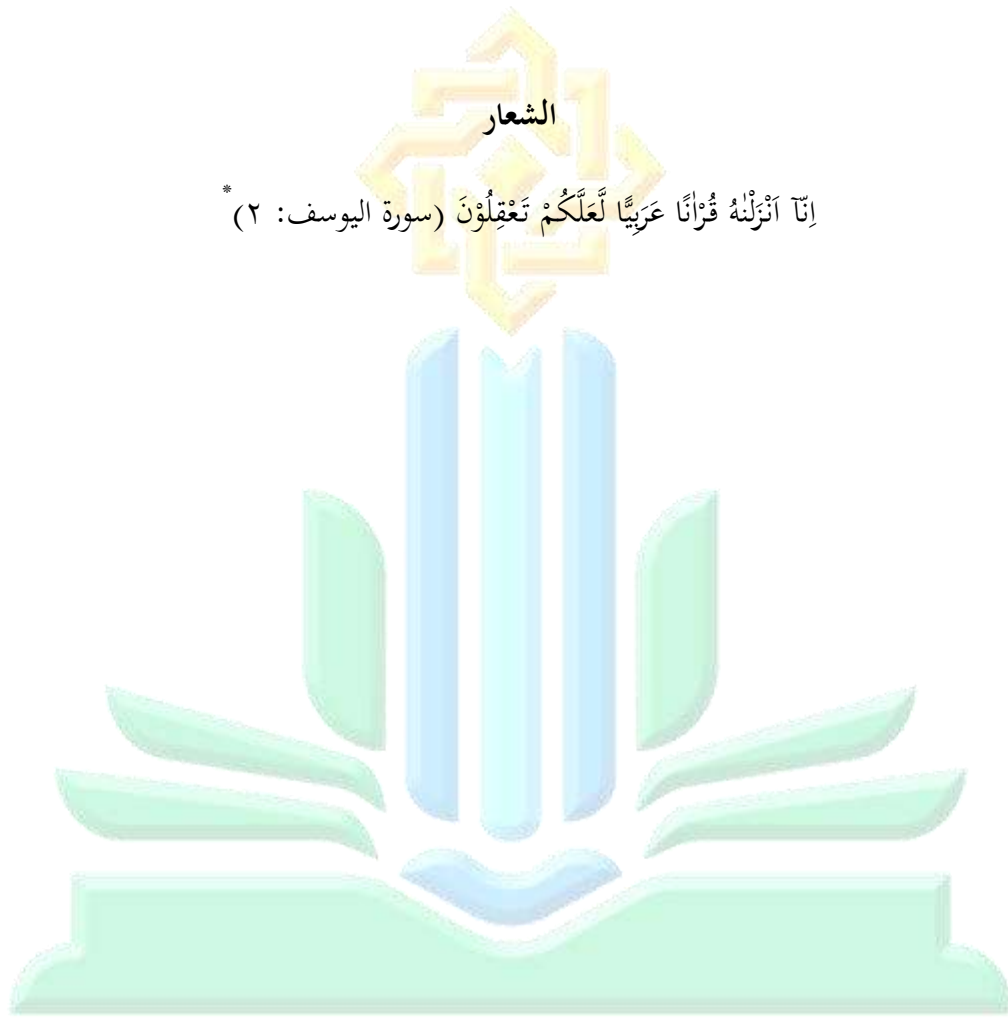 الشعار
اِنَّآ اَنْزَلْنٰهُ قُرْاٰنًا عَرَبِيًّا لَّعَلَّكُمْ تَعْقِلُوْنَ (سورة اليوسف: ٢)*